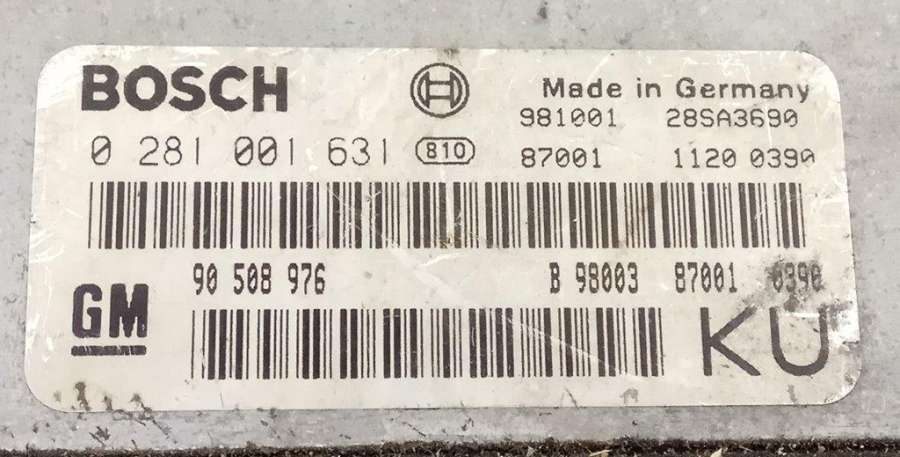 BOSCH Made in Germany
981001 28SA3690
0 281 001 631 810 87001 1120 0390
90 508 976 B 98003 87001 0390
GM KU